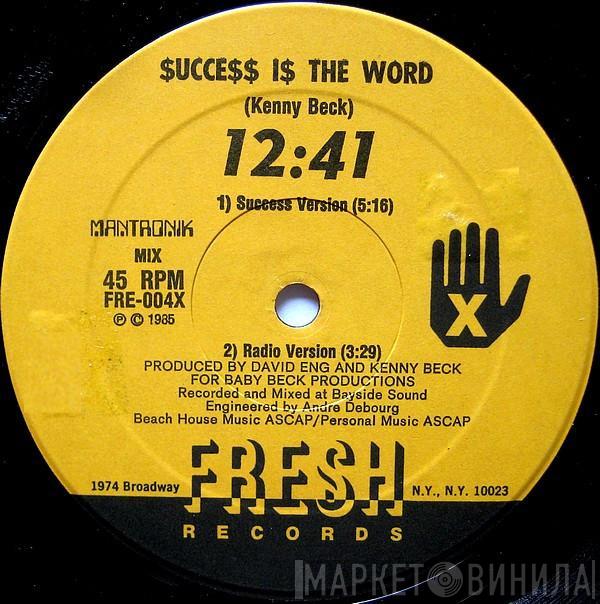 $UCCE$$ I$ THE WORD
(Kenny Beck)
12:41
1) Success Version (5:16)
MANTRONIK
MIX
45 RPM
FRE-004X
℗ © 1985
X
2) Radio Version (3:29)
PRODUCED BY DAVID ENG AND KENNY BECK
FOR BABY BECK PRODUCTIONS
Recorded and Mixed at Bayside Sound
Engineered by Andre Debourg
Beach House Music ASCAP/Personal Music ASCAP
1974 Broadway
FRESH
N.Y., N.Y. 10023
RECORDS
МАРКЕТ ВИНИЛА